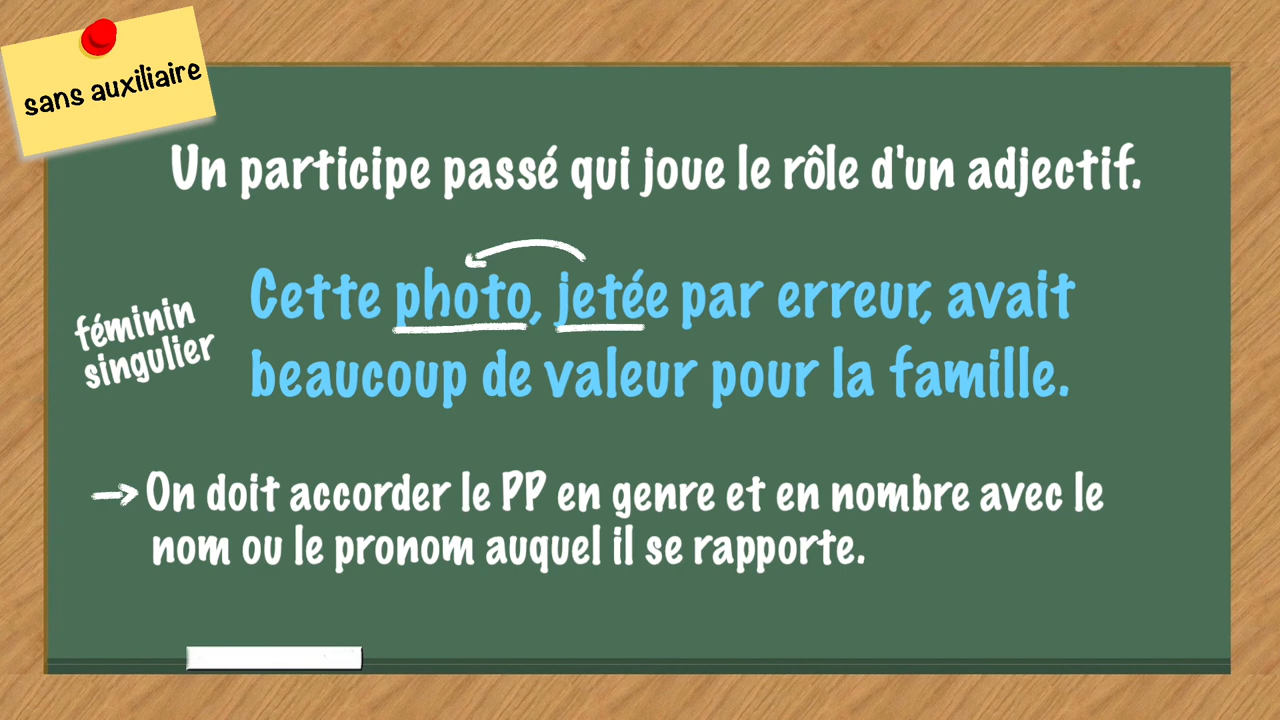 sans auxiliaire
Un participe passé qui joue le rôle d'un adjectif.
Cette photo, jetée par erreur, avait
féminin
singulier
beaucoup de valeur pour la famille.
→ On doit accorder le PP en genre et en nombre avec le
nom ou le pronom auquel il se rapporte.